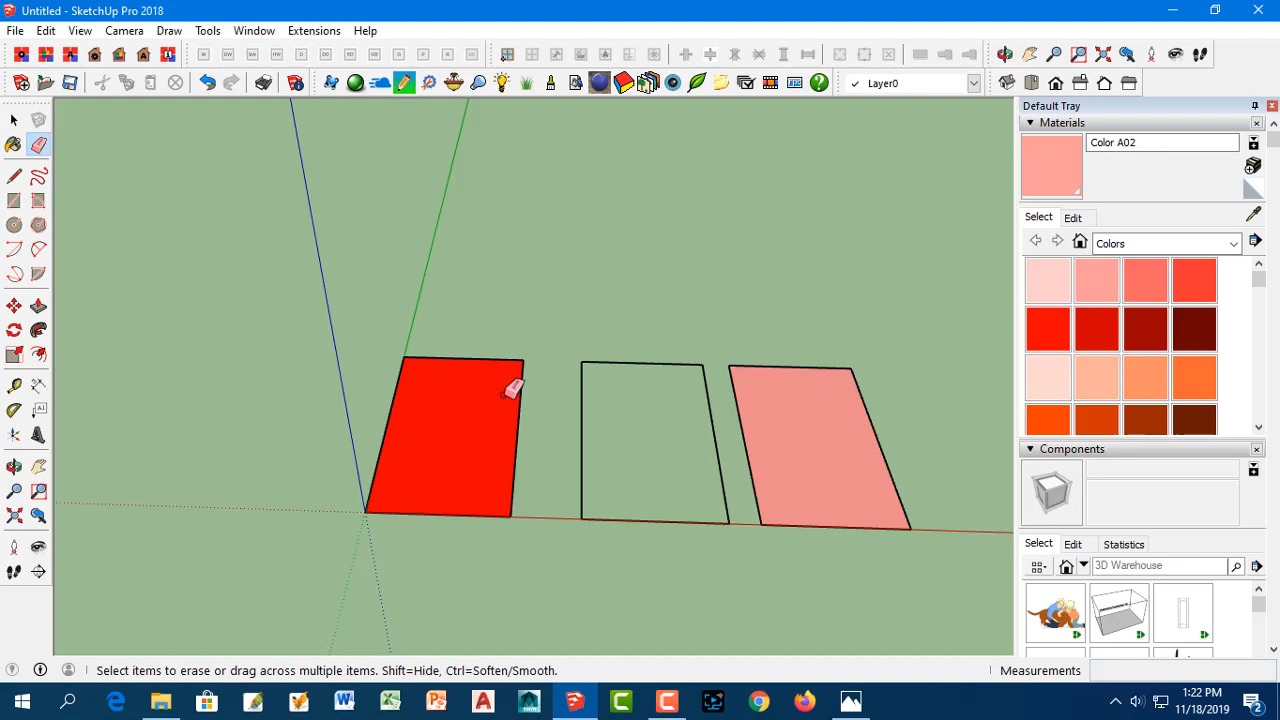 Untitled - SketchUp Pro 2018
File Edit View Camera Draw Tools Window Extensions Help
Layer0
Default Tray
Materials
Color A02
Select Edit
Colors
Components
Select Edit Statistics
3D Warehouse
Select items to erase or drag across multiple items. Shift=Hide, Ctrl=Soften/Smooth.
Measurements
1:22 PM
11/18/2019